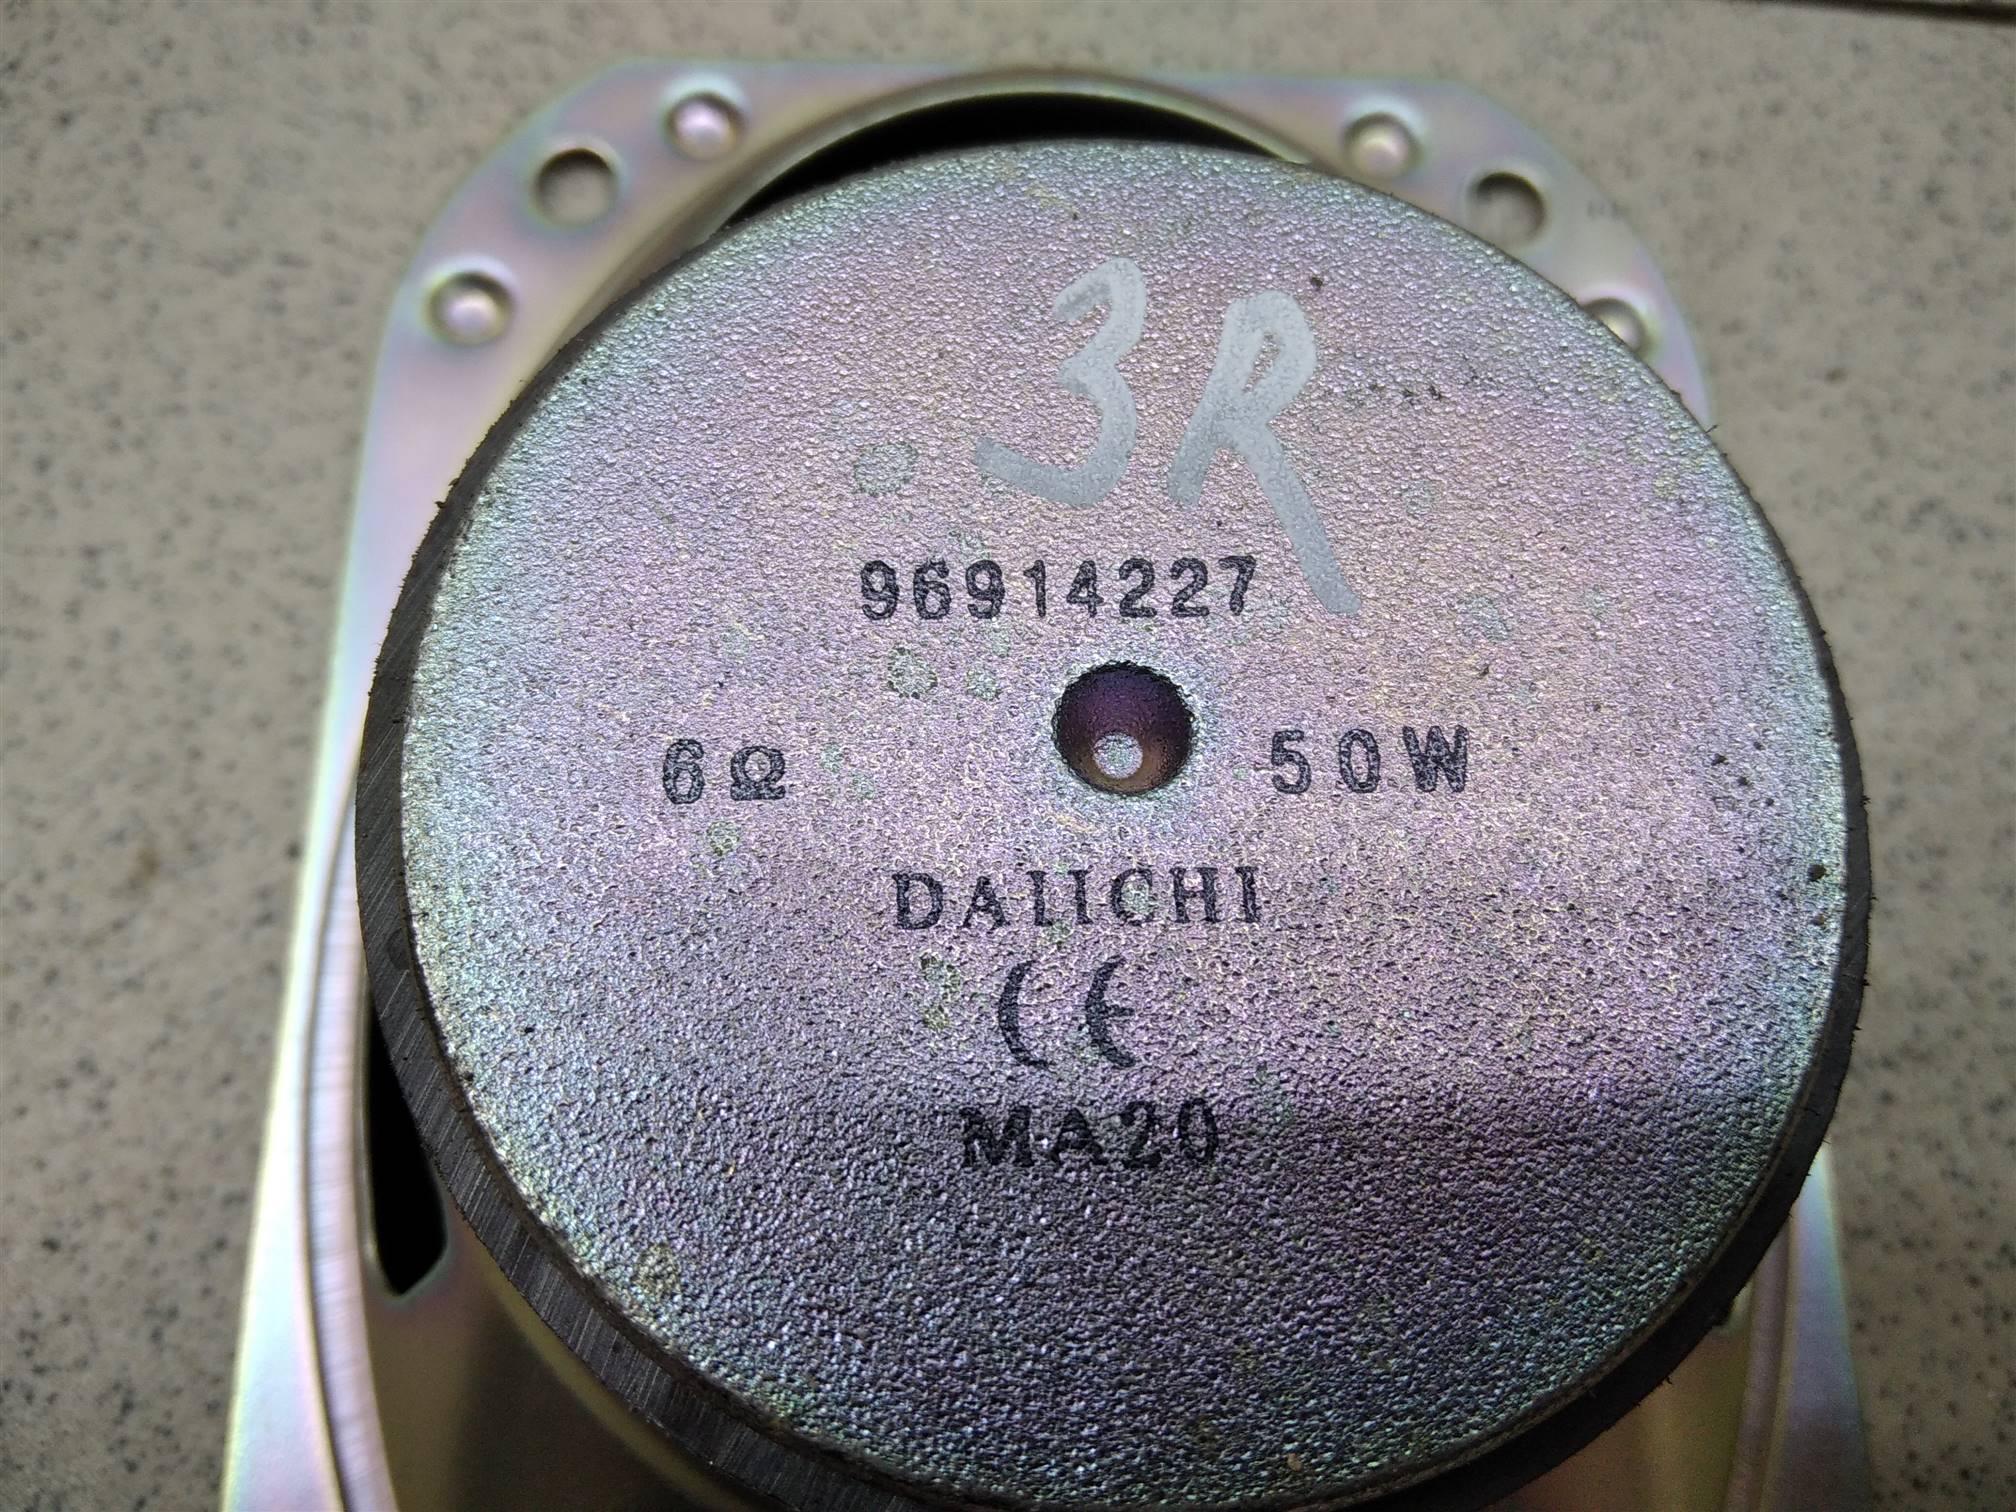 3R
96914227
6Ω 50W
DAIICHI
CE
MA20